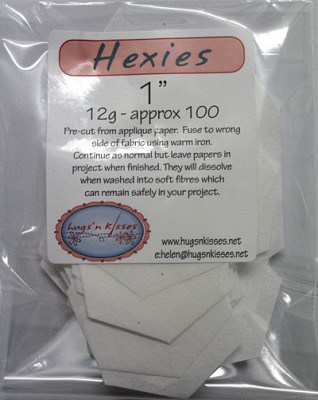 Hexies
1”
12g - approx 100
Pre-cut from applique paper. Fuse to wrong
side of fabric using warm iron.
Continue as normal but leave papers in
project when finished. They will dissolve
when washed into soft fibres which
can remain safely in your project.
hugs'n kisses
www.hugsnkisses.net
e:helen@hugsnkisses.net